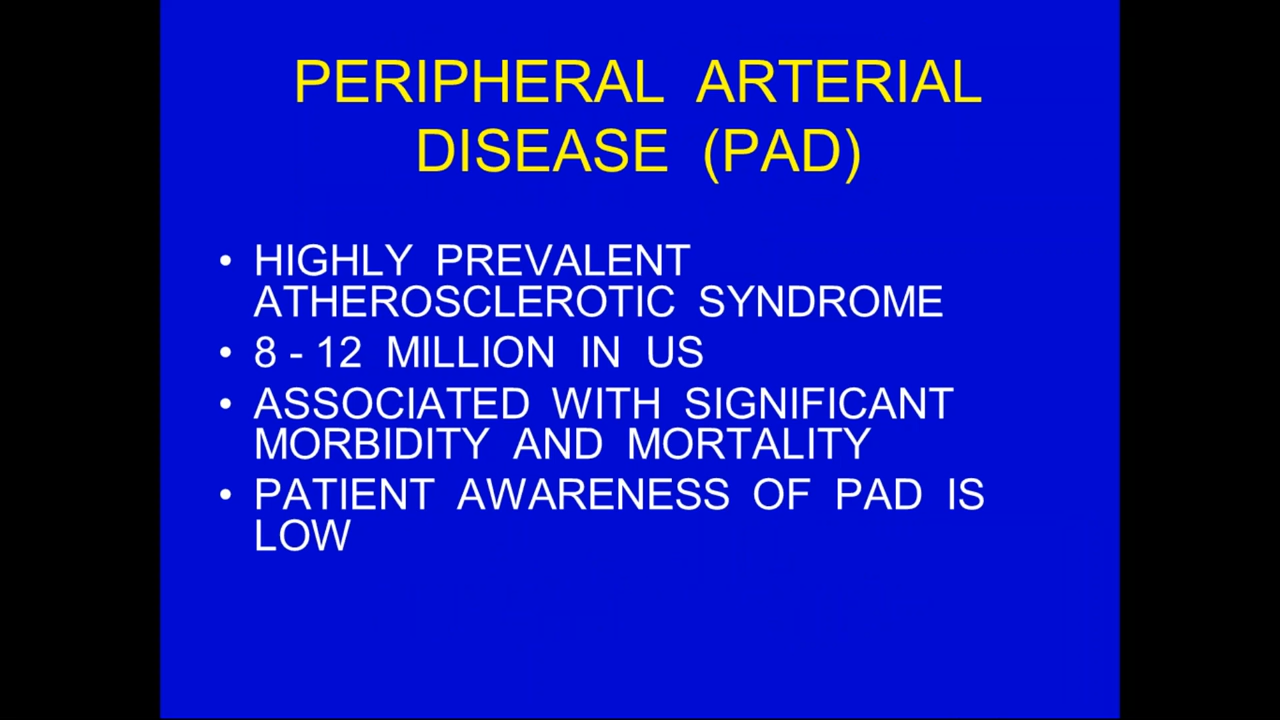 PERIPHERAL ARTERIAL
DISEASE (PAD)
• HIGHLY PREVALENT
ATHEROSCLEROTIC SYNDROME
• 8 - 12 MILLION IN US
• ASSOCIATED WITH SIGNIFICANT
MORBIDITY AND MORTALITY
• PATIENT AWARENESS OF PAD IS
LOW